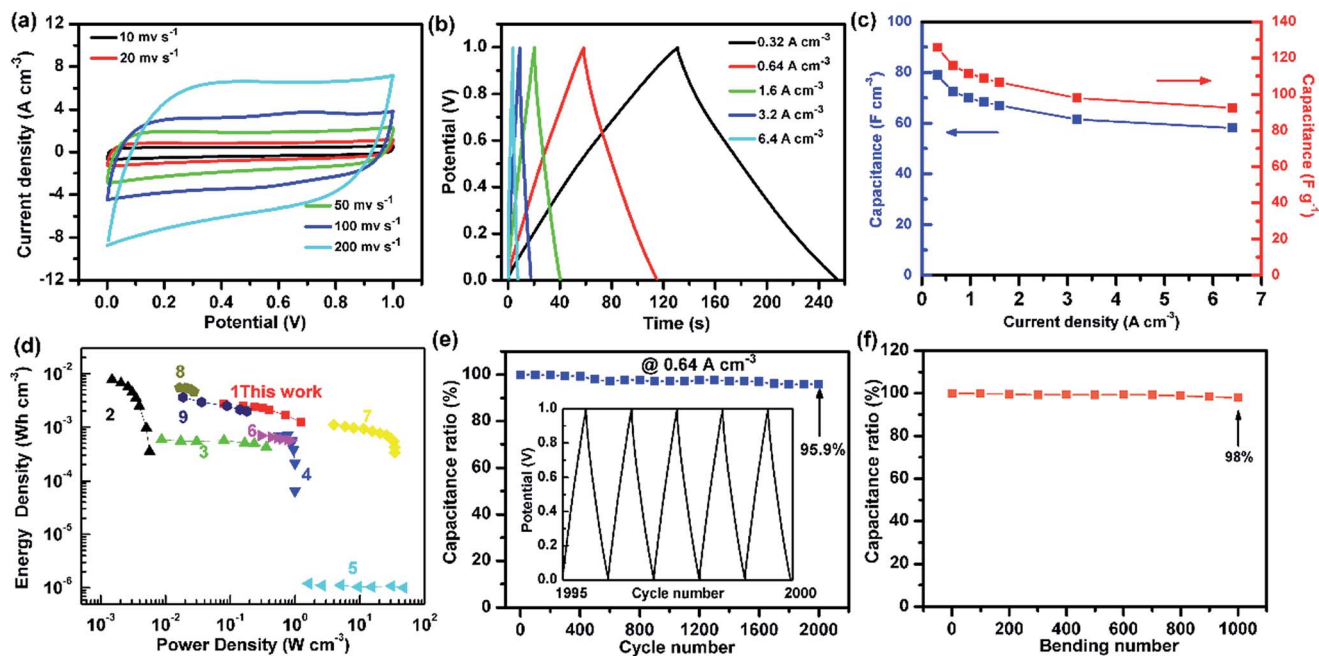 (a)
12
8
4
0
-4
-8
-12
Current density (A cm⁻³)
10 mv s⁻¹
20 mv s⁻¹
50 mv s⁻¹
100 mv s⁻¹
200 mv s⁻¹
0.0 0.2 0.4 0.6 0.8 1.0
Potential (V)
(b)
1.0
0.8
0.6
0.4
0.2
0.0
Potential (V)
0.32 A cm⁻³
0.64 A cm⁻³
1.6 A cm⁻³
3.2 A cm⁻³
6.4 A cm⁻³
0 40 80 120 160 200 240
Time (s)
(c)
100
80
60
40
20
0
Capacitance (F cm⁻³)
140
120
100
80
60
40
20
0
Capacitance (F g⁻¹)
0 1 2 3 4 5 6 7
Current density (A cm⁻³)
(d)
10⁻²
10⁻³
10⁻⁴
10⁻⁵
10⁻⁶
Energy Density (Wh cm⁻³)
8
1This work
2
9
7
6
3
4
5
10⁻³ 10⁻² 10⁻¹ 10⁰ 10¹ 10²
Power Density (W cm⁻³)
(e)
120
100
80
60
40
20
0
Capacitance ratio (%)
@ 0.64 A cm⁻³
95.9%
1.0
0.8
0.6
0.4
0.2
0.0
Potential (V)
1995 Cycle number 2000
0 400 800 1200 1600 2000
Cycle number
(f)
120
100
80
60
40
20
0
Capacitance ratio (%)
98%
0 200 400 600 800 1000
Bending number